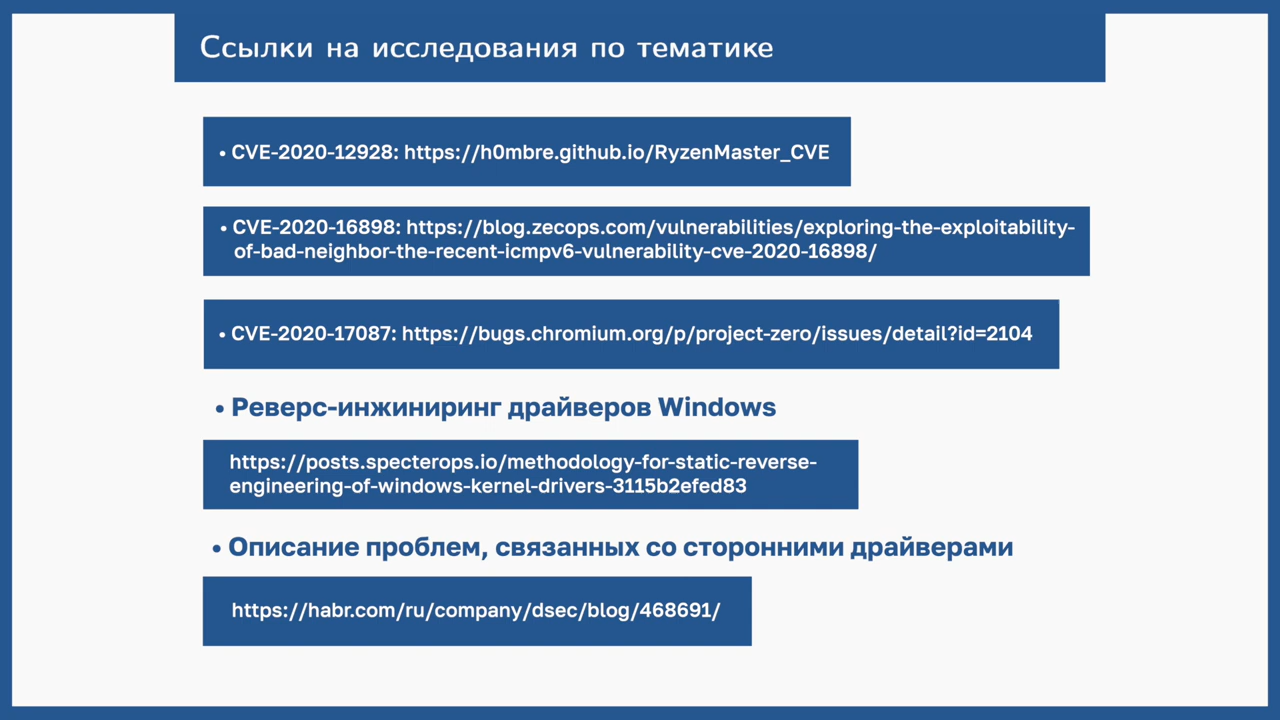 Ссылки на исследования по тематике
• CVE-2020-12928: https://h0mbre.github.io/RyzenMaster_CVE
• CVE-2020-16898: https://blog.zecops.com/vulnerabilities/exploring-the-exploitability-
of-bad-neighbor-the-recent-icmpv6-vulnerability-cve-2020-16898/
• CVE-2020-17087: https://bugs.chromium.org/p/project-zero/issues/detail?id=2104
• Реверс-инжиниринг драйверов Windows
https://posts.specterops.io/methodology-for-static-reverse-
engineering-of-windows-kernel-drivers-3115b2efed83
• Описание проблем, связанных со сторонними драйверами
https://habr.com/ru/company/dsec/blog/468691/